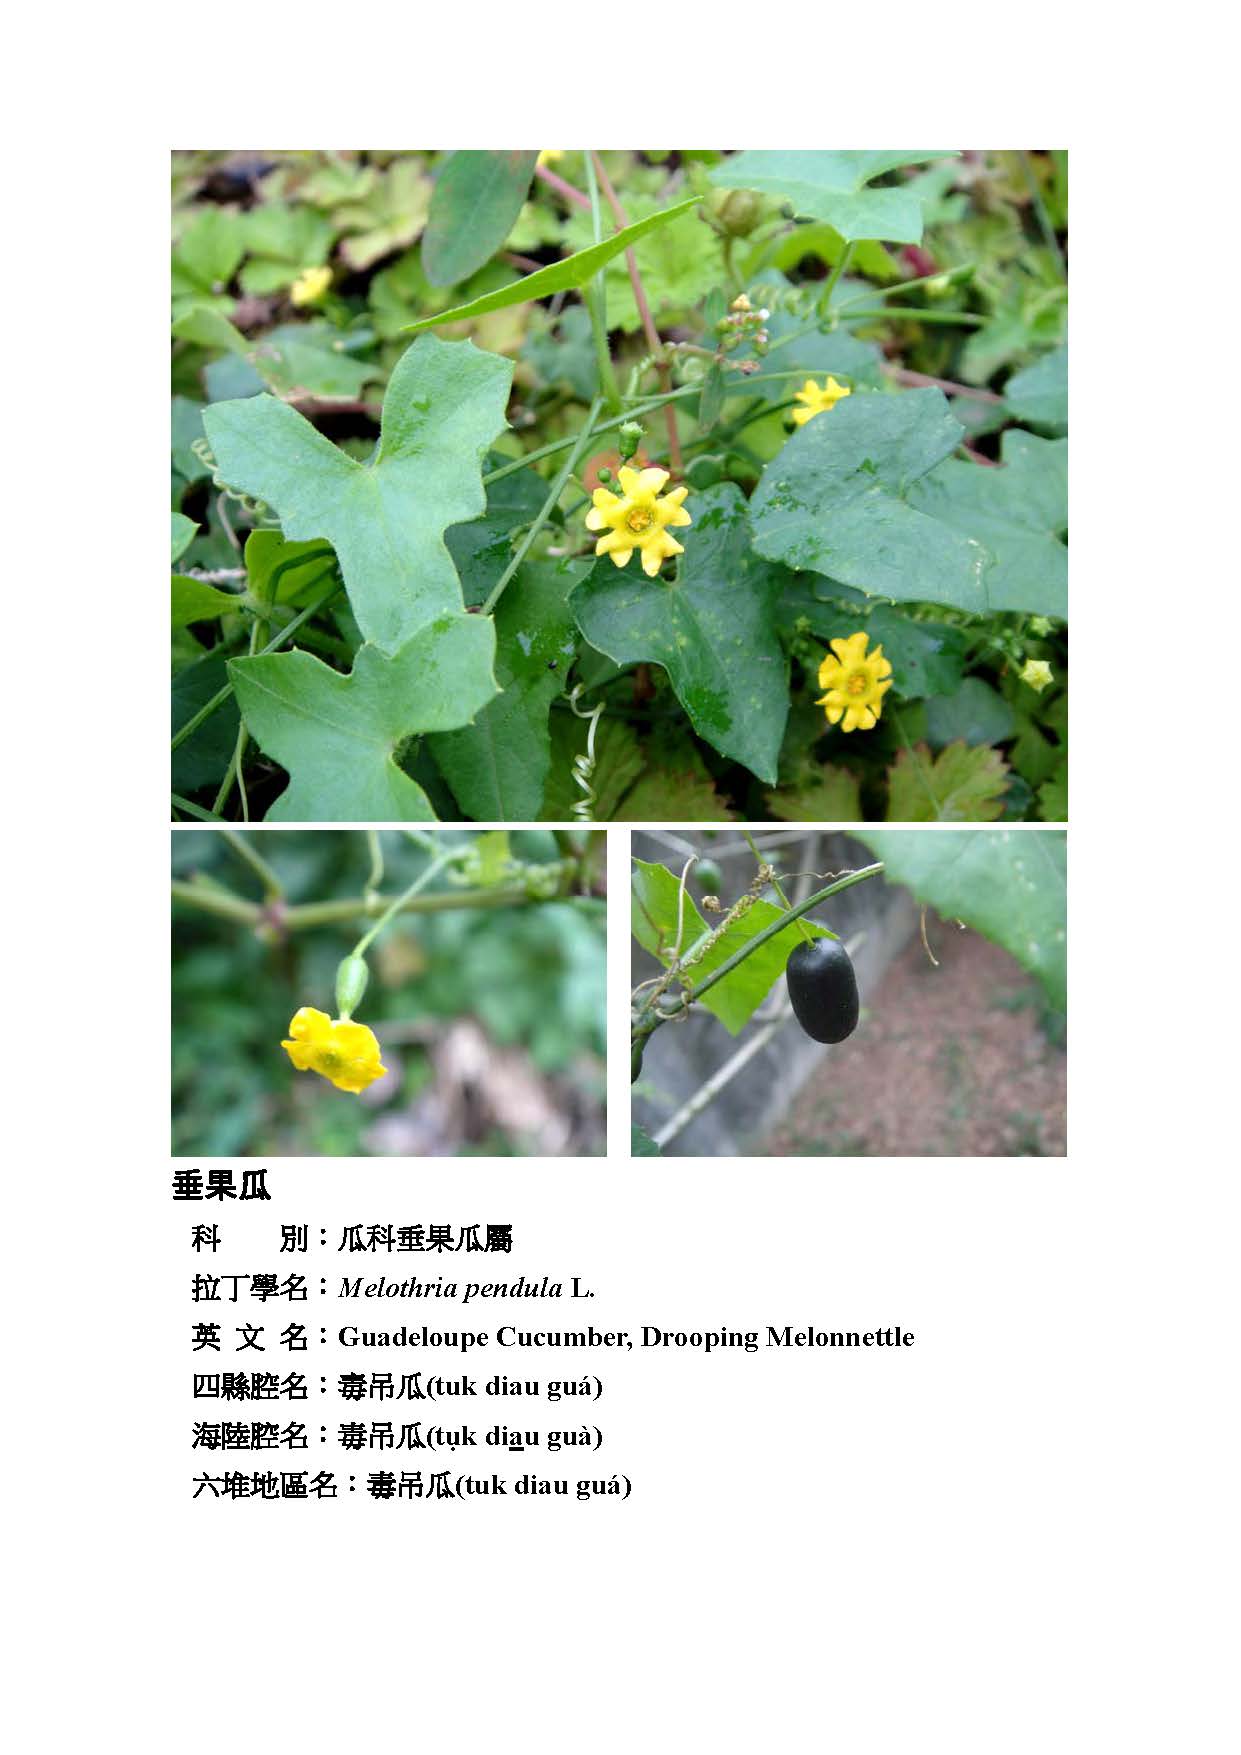 垂果瓜
科　　別：瓜科垂果瓜屬
拉丁學名：Melothria pendula L.
英 文 名：Guadeloupe Cucumber, Drooping Melonnettle
四縣腔名：毒吊瓜(tuk diau guá)
海陸腔名：毒吊瓜(tụk dia̲u guà)
六堆地區名：毒吊瓜(tuk diau guá)